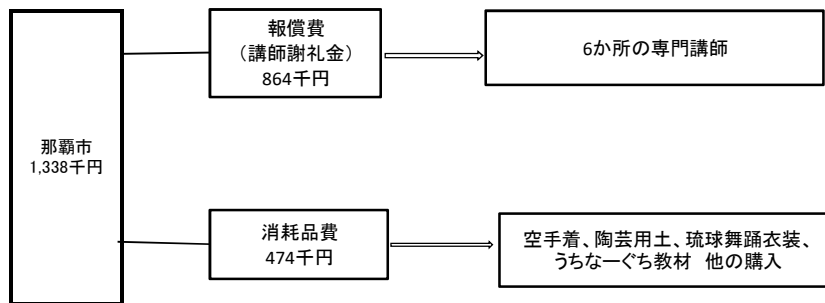 那覇市
1,338千円
報償費
（講師謝礼金）
864千円
6か所の専門講師
消耗品費
474千円
空手着、陶芸用土、琉球舞踊衣装、
うちなーぐち教材　他の購入